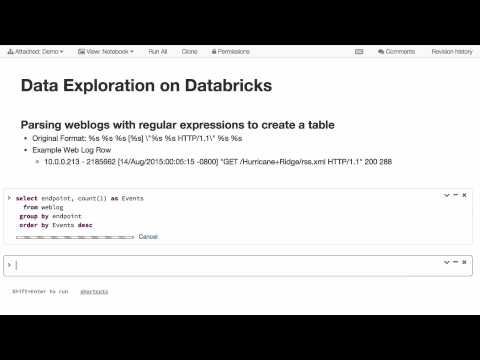 Attached: Demo View: Notebook Run All Clone Permissions Comments Revision history
Data Exploration on Databricks
Parsing weblogs with regular expressions to create a table
• Original Format: %s %s %s [%s] \"%s %s HTTP/1.1\" %s %s
• Example Web Log Row
• 10.0.0.213 - 2185662 [14/Aug/2015:00:05:15 -0800] "GET /Hurricane+Ridge/rss.xml HTTP/1.1" 200 288
> select endpoint, count(1) as Events
from weblog
group by endpoint
order by Events desc
Cancel
>
Shift+Enter to run shortcuts